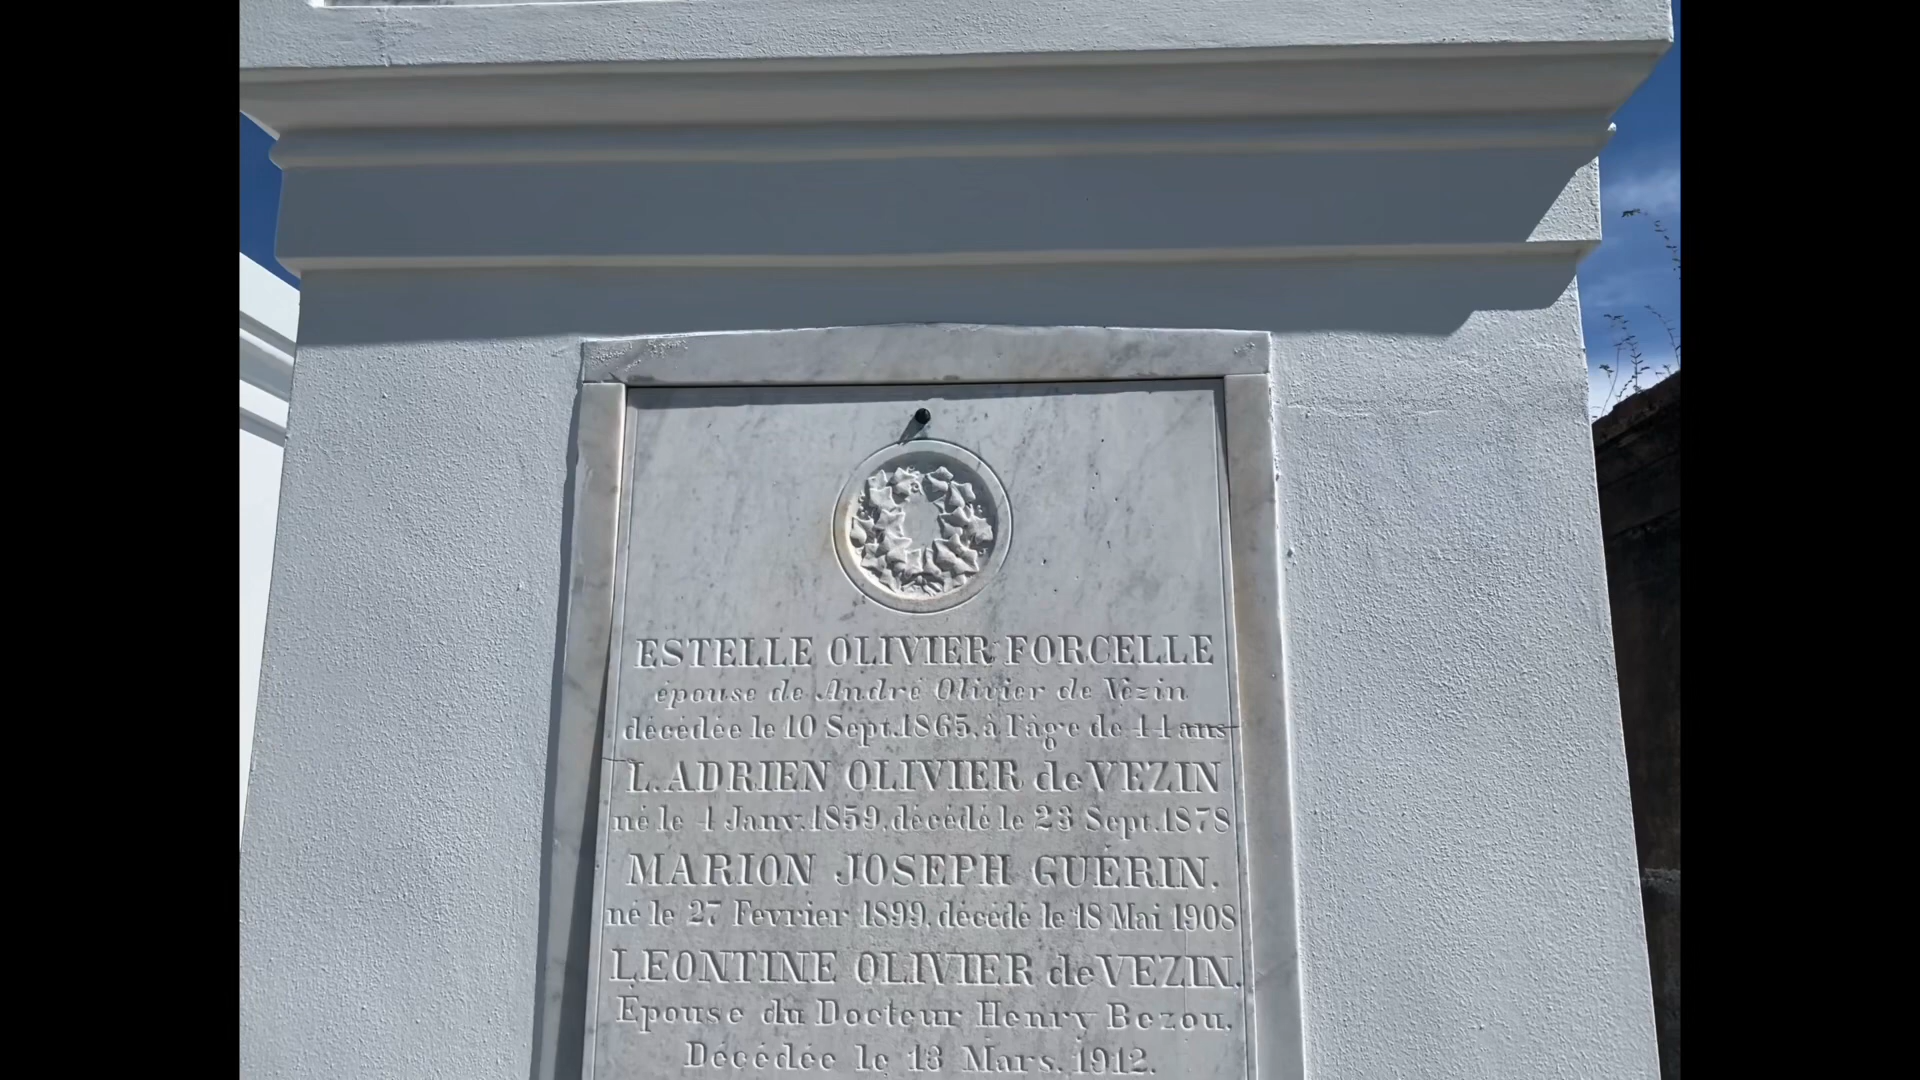 ESTELLE OLIVIER FORCELLE
épouse de André Olivier de Vezin
décédée le 10 Sept. 1865, à l'âge de 44 ans
L. ADRIEN OLIVIER de VEZIN
né le 4 Janv. 1859, décédé le 23 Sept. 1878
MARION JOSEPH GUÉRIN.
né le 27 Fevrier 1899, décédé le 18 Mai 1908
LEONTINE OLIVIER de VEZIN.
Epouse du Docteur Henry Bezou.
Décédée le 13 Mars. 1912.